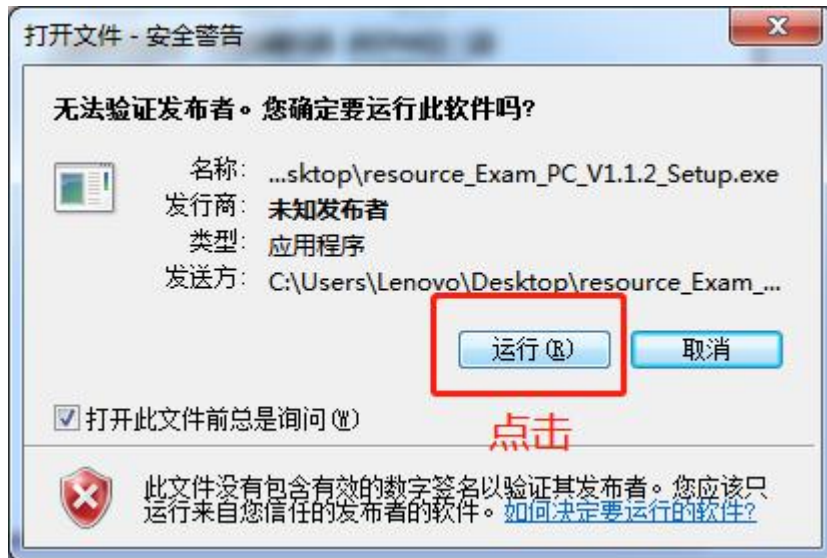 打开文件 - 安全警告
无法验证发布者。您确定要运行此软件吗?
名称: ...sktop\resource_Exam_PC_V1.1.2_Setup.exe
发行商: 未知发布者
类型: 应用程序
发送方: C:\Users\Lenovo\Desktop\resource_Exam_...
运行(R) 取消
打开此文件前总是询问(W)
点击
此文件没有包含有效的数字签名以验证其发布者。您应该只
运行来自您信任的发布者的软件。如何决定要运行的软件?